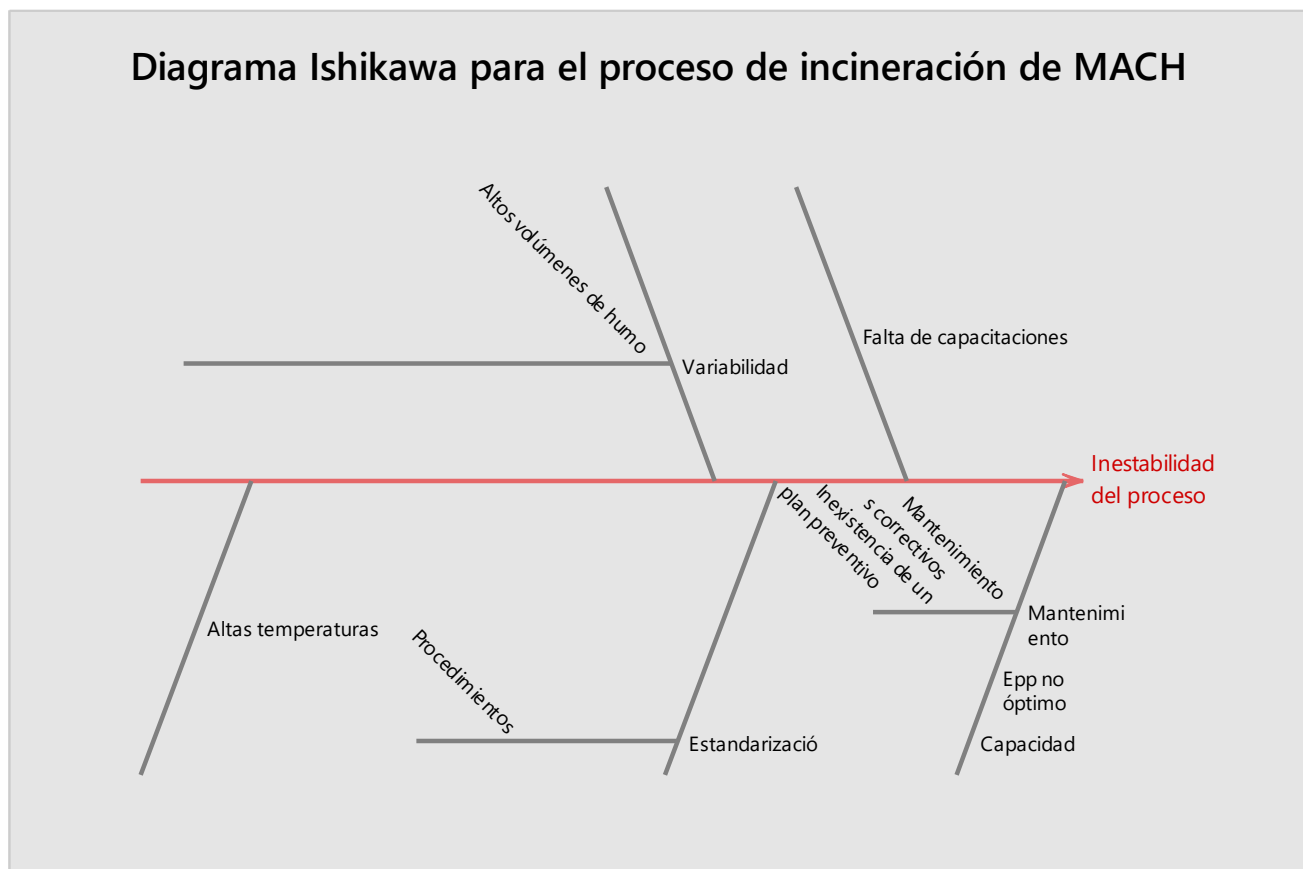 Diagrama Ishikawa para el proceso de incineración de MACH
Altos volúmenes de humo
Variabilidad
Falta de capacitaciones
Inestabilidad
del proceso
Altas temperaturas
Procedimientos
Estandarizació
Mantenimiento
s correctivos
Inexistencia de un
plan preventivo
Mantenimi
ento
Epp no
óptimo
Capacidad